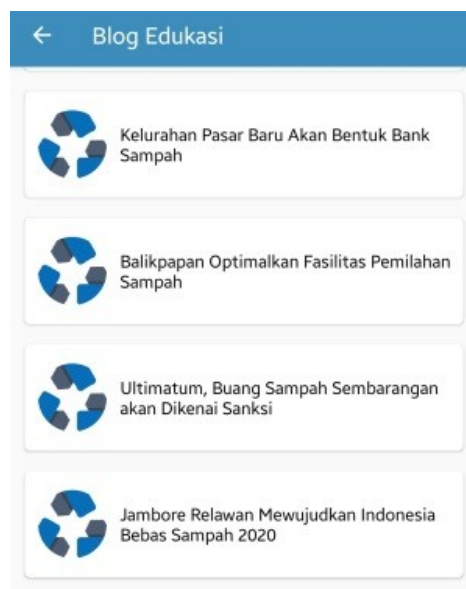 Blog Edukasi
Kelurahan Pasar Baru Akan Bentuk Bank
Sampah
Balikpapan Optimalkan Fasilitas Pemilahan
Sampah
Ultimatum, Buang Sampah Sembarangan
akan Dikenai Sanksi
Jambore Relawan Mewujudkan Indonesia
Bebas Sampah 2020